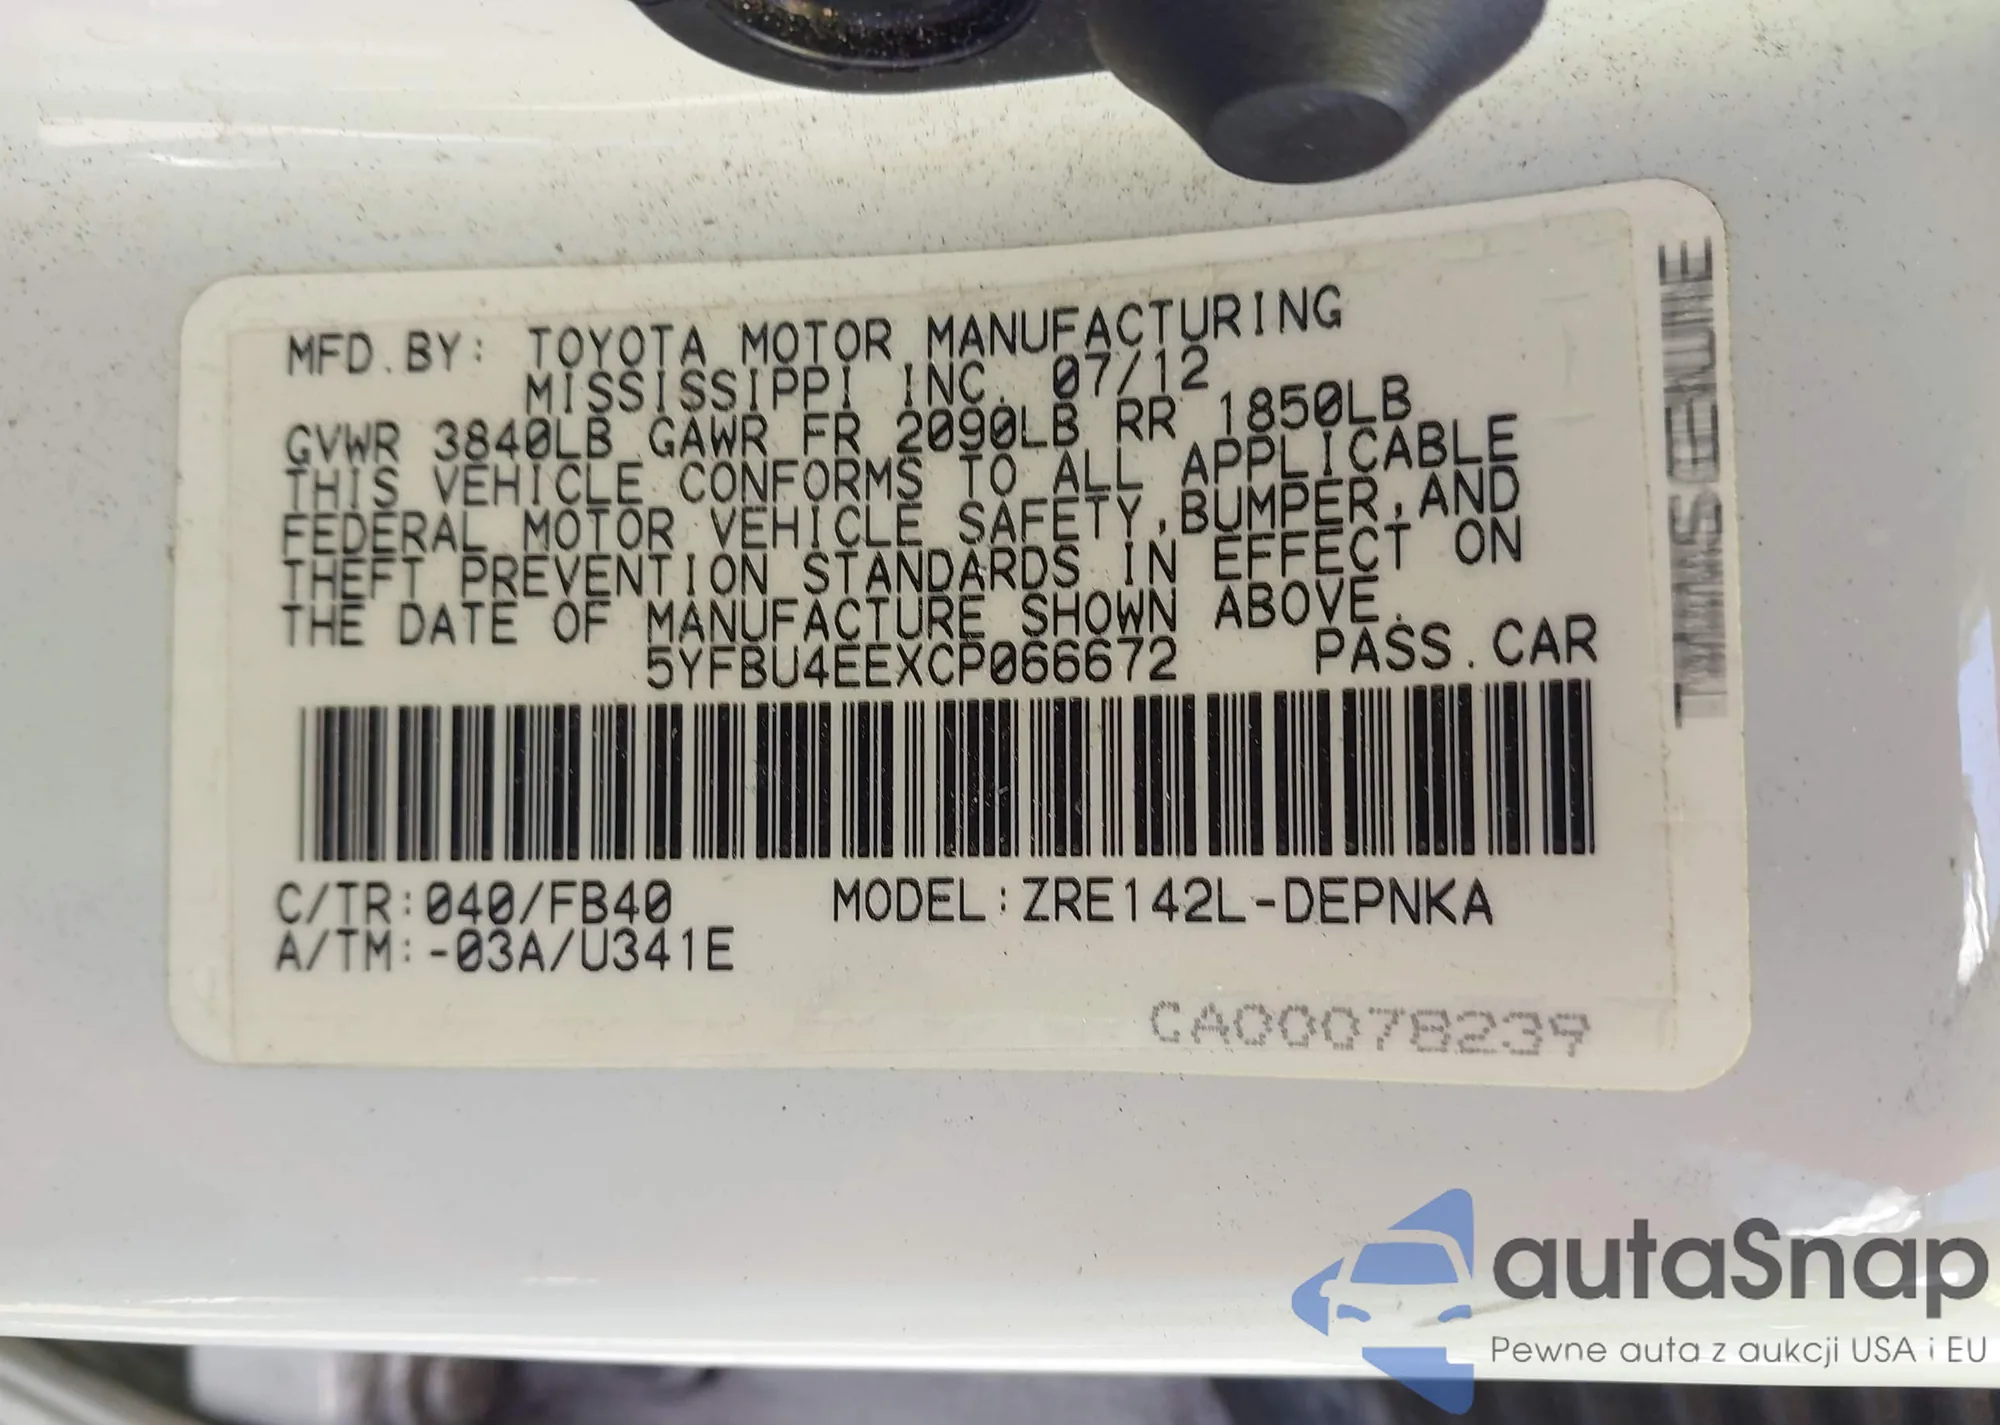 MFD.BY: TOYOTA MOTOR MANUFACTURING
MISSISSIPPI INC. 07/12
GVWR 3840LB GAWR FR 2090LB RR 1850LB
THIS VEHICLE CONFORMS TO ALL APPLICABLE
FEDERAL MOTOR VEHICLE SAFETY,BUMPER,AND
THEFT PREVENTION STANDARDS IN EFFECT ON
THE DATE OF MANUFACTURE SHOWN ABOVE.
5YFBU4EEXCP066672 PASS.CAR
C/TR:040/FB40 MODEL:ZRE142L-DEPNKA
A/TM:-03A/U341E
CA00078239
autaSnap
Pewne auta z aukcji USA i EU